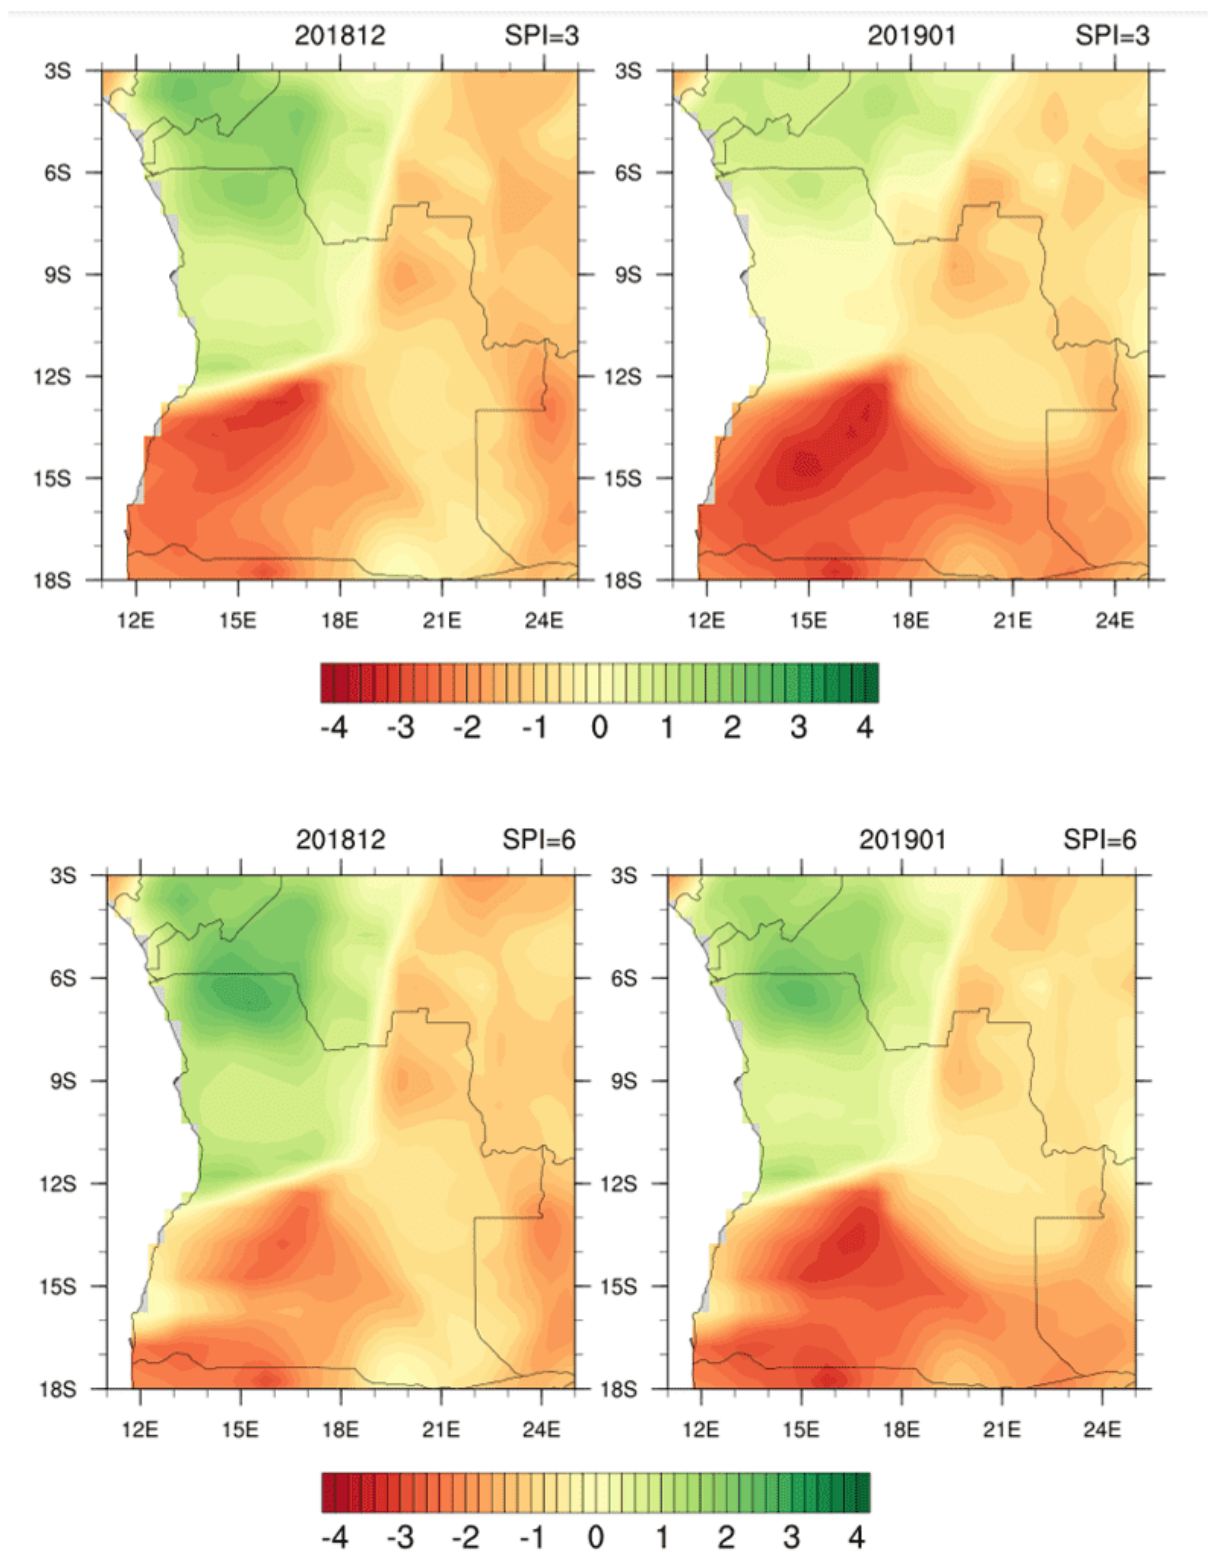 201812 SPI=3 201901 SPI=3
3S 3S
6S 6S
9S 9S
12S 12S
15S 15S
18S 18S
12E 15E 18E 21E 24E 12E 15E 18E 21E 24E
-4 -3 -2 -1 0 1 2 3 4
201812 SPI=6 201901 SPI=6
3S 3S
6S 6S
9S 9S
12S 12S
15S 15S
18S 18S
12E 15E 18E 21E 24E 12E 15E 18E 21E 24E
-4 -3 -2 -1 0 1 2 3 4